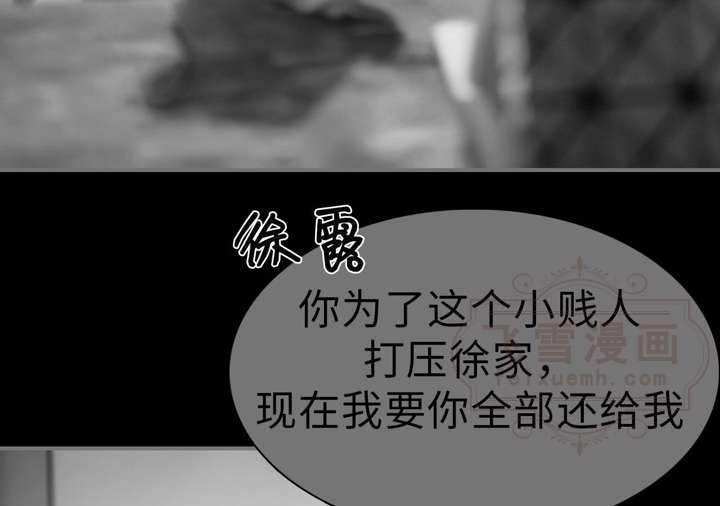 徐露
你为了这个小贱人
打压徐家，
现在我要你全部还给我
飞雪漫画
feixuemh.com